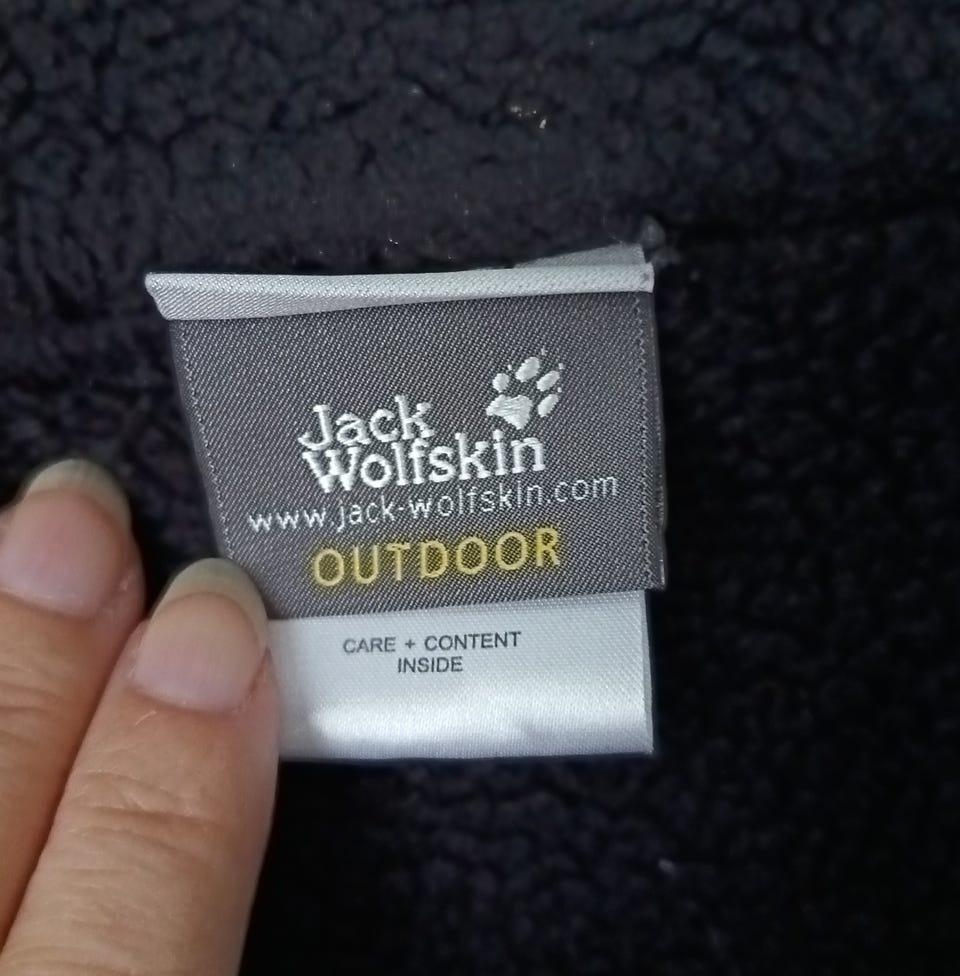 Jack
Wolfskin
www.jack-wolfskin.com
OUTDOOR
CARE + CONTENT
INSIDE